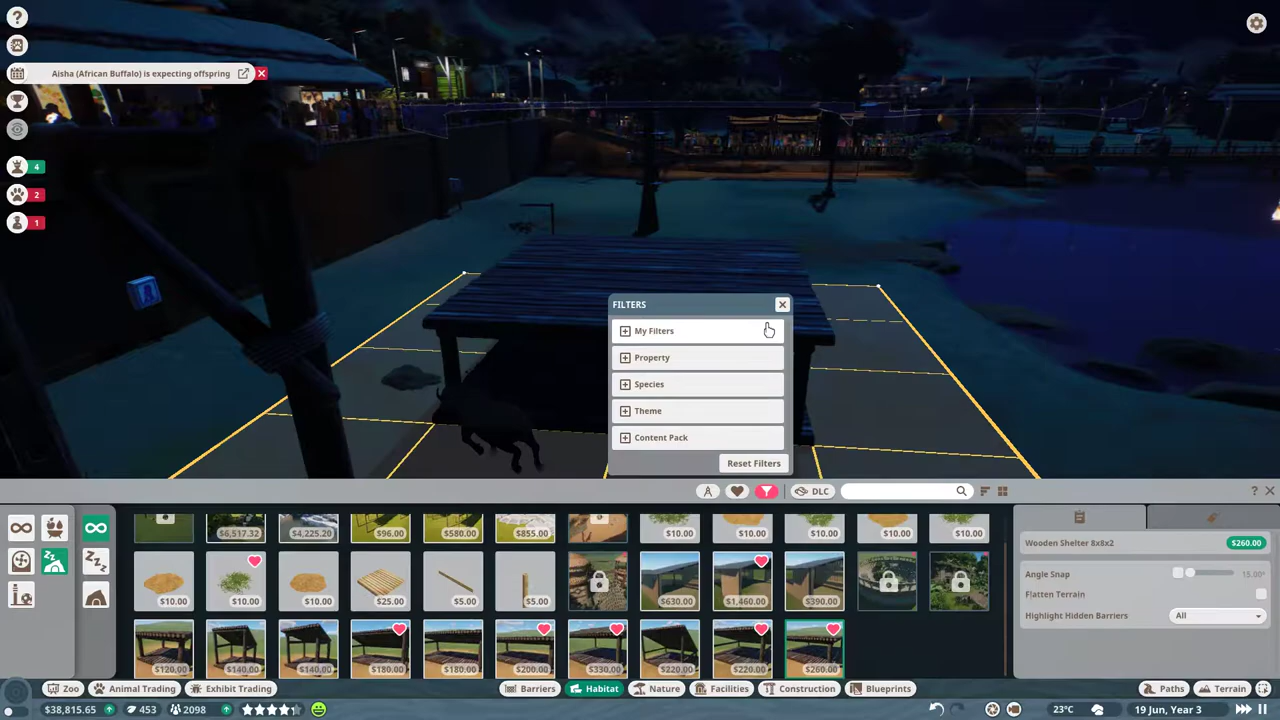 ?
Aisha (African Buffalo) is expecting offspring
4
2
1
FILTERS
My Filters
Property
Species
Theme
Content Pack
Reset Filters
DLC
?
$6,517.32
$4,225.20
$96.00
$580.00
$855.00
$10.00
$10.00
$10.00
$10.00
$10.00
$10.00
$10.00
$10.00
$25.00
$5.00
$5.00
$630.00
$1,460.00
$390.00
$120.00
$140.00
$140.00
$180.00
$180.00
$200.00
$330.00
$220.00
$220.00
$260.00
Wooden Shelter 8x8x2
$260.00
Angle Snap
15.00°
Flatten Terrain
Highlight Hidden Barriers
All
Zoo
Animal Trading
Exhibit Trading
Barriers
Habitat
Nature
Facilities
Construction
Blueprints
Paths
Terrain
$38,815.65
453
2098
23°C
19 Jun, Year 3